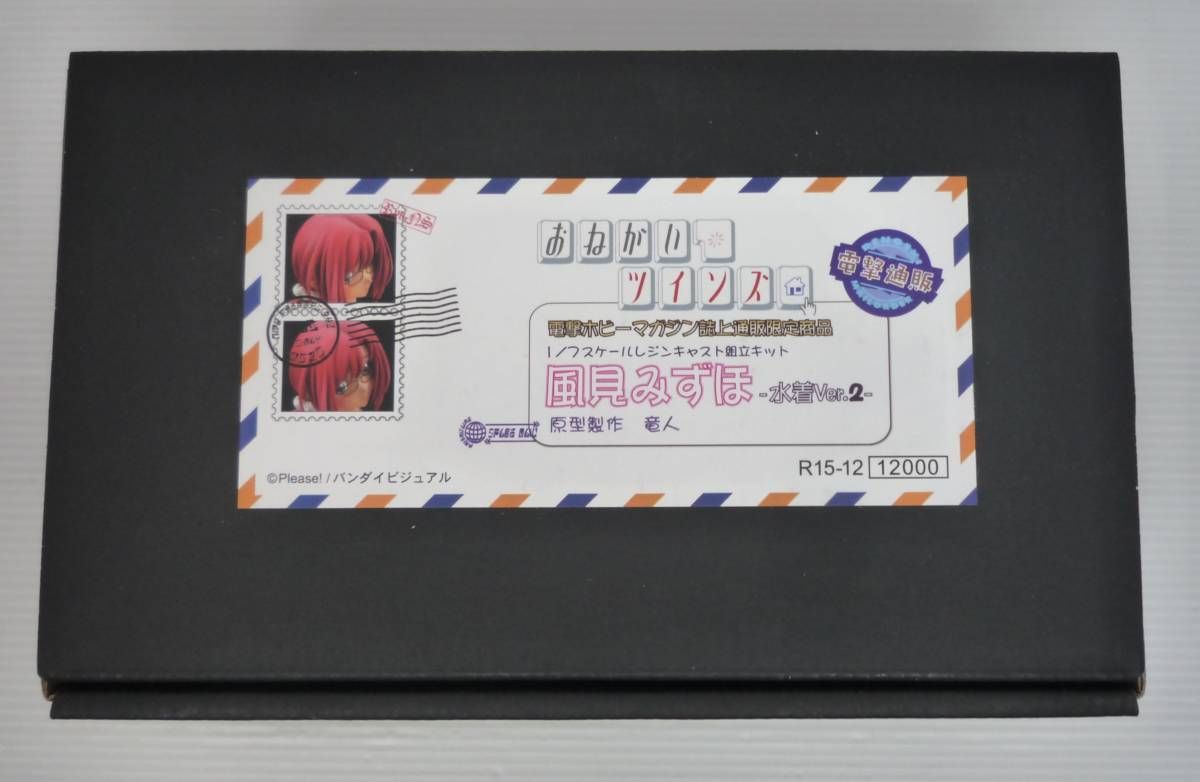 おねがい
ツインズ
電撃通販
電撃ホビーマガジン誌上通販限定商品
1/7スケールレジンキャスト組立キット
風見みずほ -水着Ver.2-
原型製作 竜人
R15-12 12000
©Please!/バンダイビジュアル